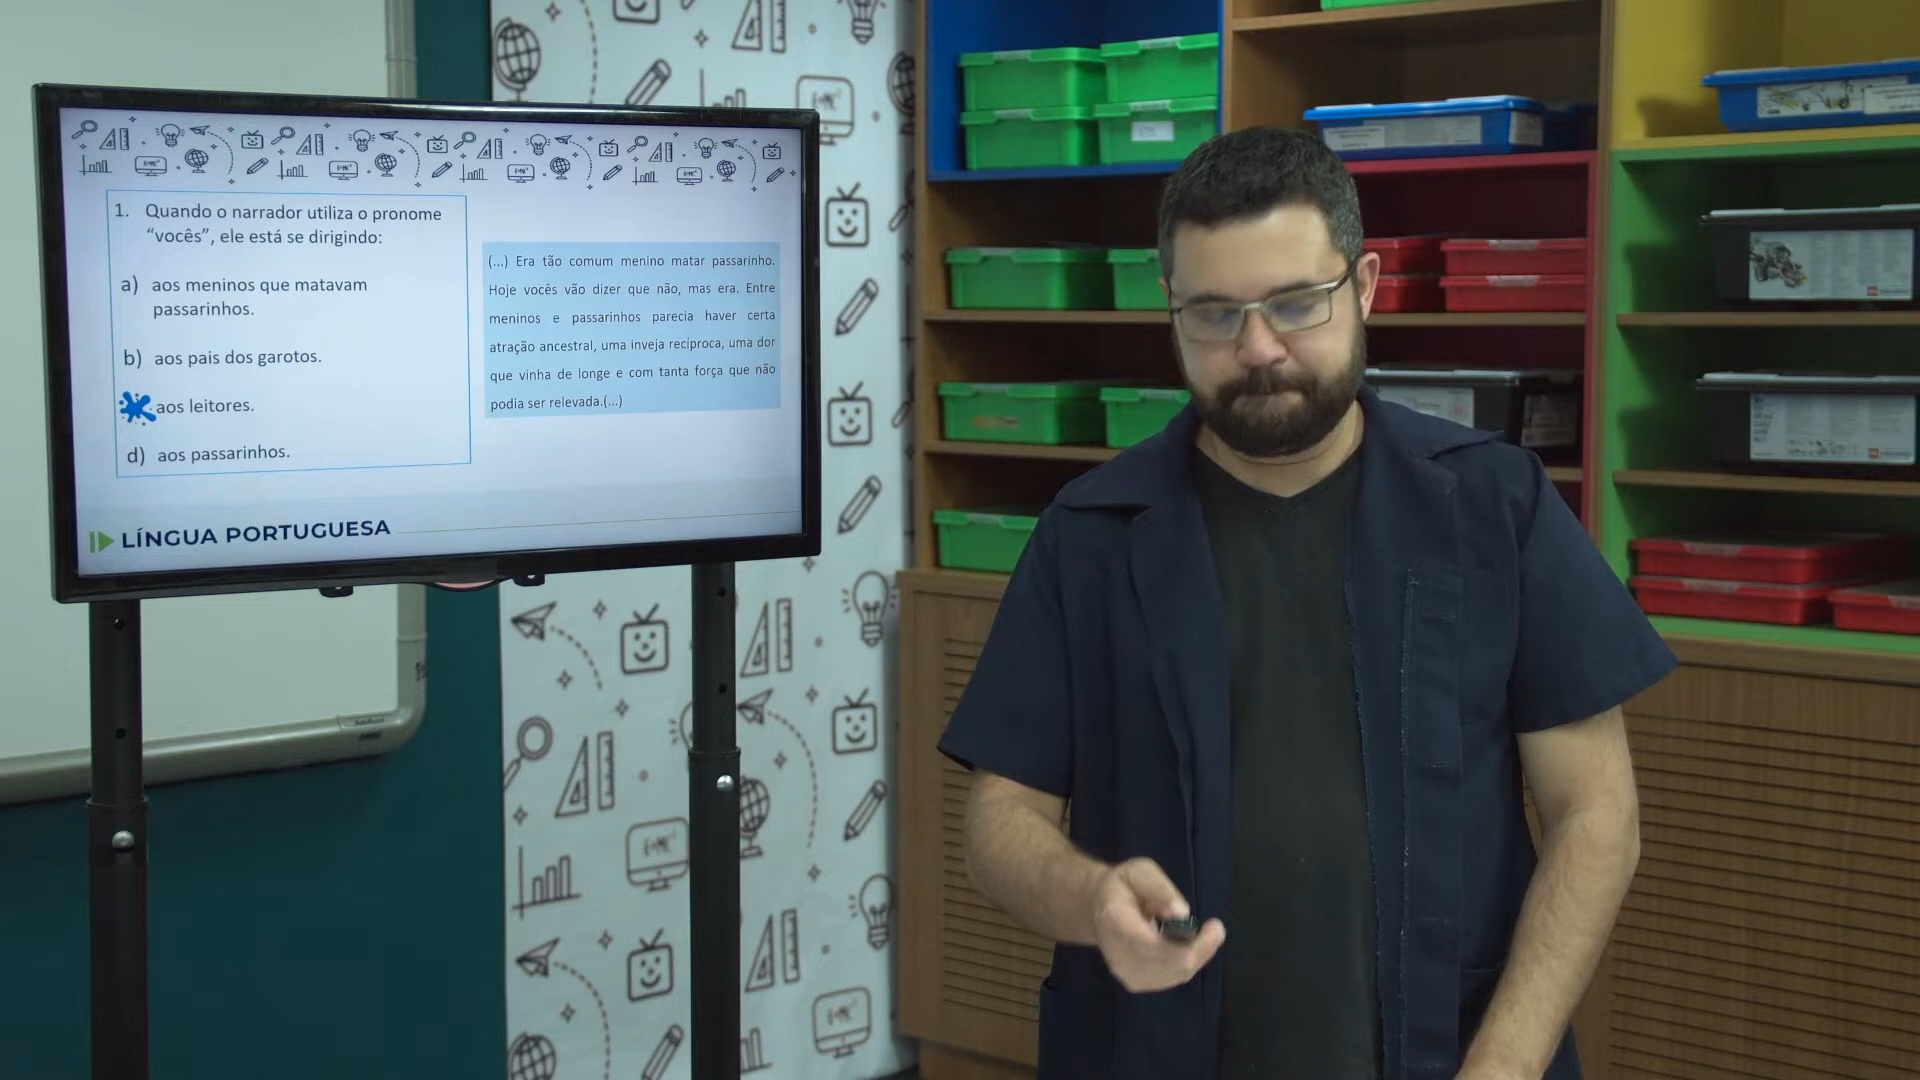 1. Quando o narrador utiliza o pronome
“vocês”, ele está se dirigindo:
a) aos meninos que matavam
passarinhos.
b) aos pais dos garotos.
aos leitores.
d) aos passarinhos.
(...) Era tão comum menino matar passarinho.
Hoje vocês vão dizer que não, mas era. Entre
meninos e passarinhos parecia haver certa
atração ancestral, uma inveja recíproca, uma dor
que vinha de longe e com tanta força que não
podia ser relevada.(...)
LÍNGUA PORTUGUESA